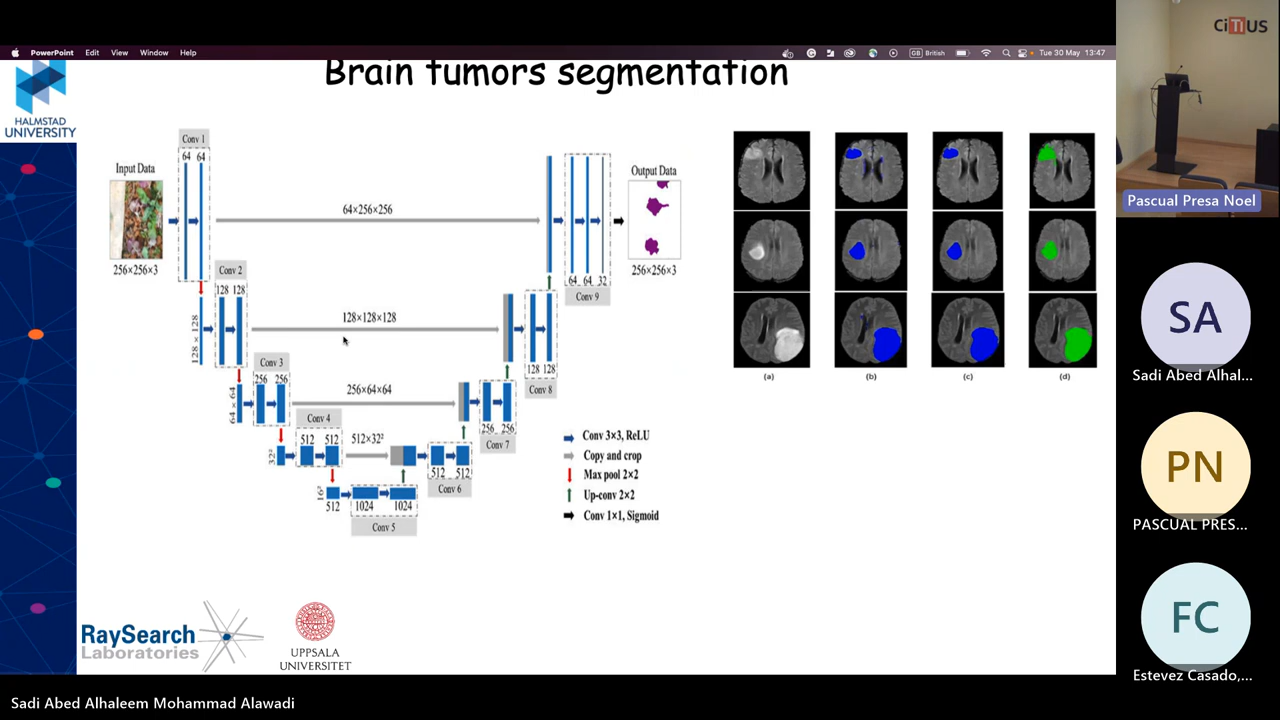 PowerPoint Edit View Window Help
GB British Tue 30 May 13:47
Brain tumors segmentation
HALMSTAD
UNIVERSITY
Input Data
256×256×3
Conv 1
64 64
64×256×256
Conv 2
128 128
128 × 128
128×128×128
Conv 3
256 256
64 × 64
256×64×64
Conv 4
512 512
32²
512×32²
16²
512
1024 1024
Conv 5
512 512
Conv 6
256 256
Conv 7
128 128
Conv 8
64 64 32
Conv 9
Output Data
256×256×3
Conv 3×3, ReLU
Copy and crop
Max pool 2×2
Up-conv 2×2
Conv 1×1, Sigmoid
(a) (b) (c) (d)
RaySearch
Laboratories
UPPSALA
UNIVERSITET
CiTIUS
Pascual Presa Noel
SA
Sadi Abed Alhal...
PN
PASCUAL PRES...
FC
Estevez Casado,...
Sadi Abed Alhaleem Mohammad Alawadi